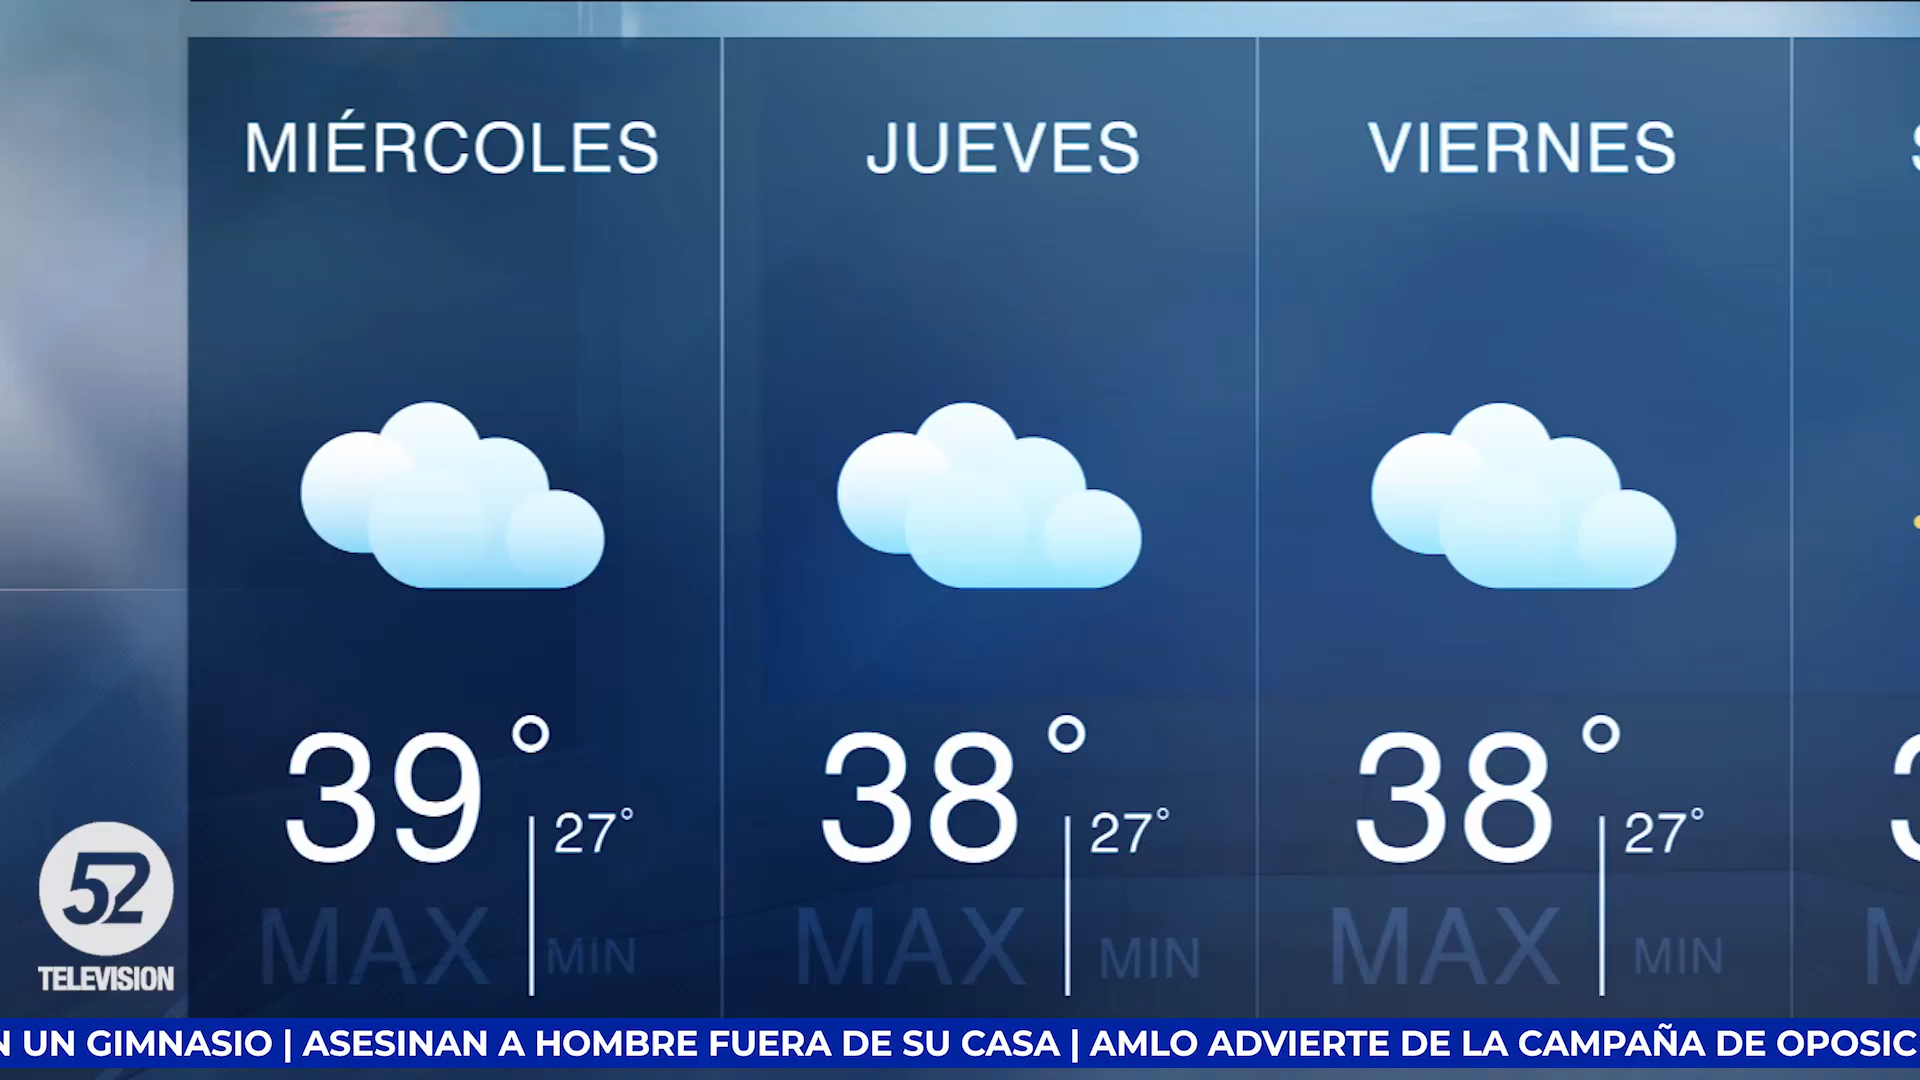 MIÉRCOLES
JUEVES
VIERNES
39°
27°
38°
27°
38°
27°
MAX
MIN
MAX
MIN
MAX
MIN
52
TELEVISION
UN GIMNASIO | ASESINAN A HOMBRE FUERA DE SU CASA | AMLO ADVIERTE DE LA CAMPAÑA DE OPOSIC